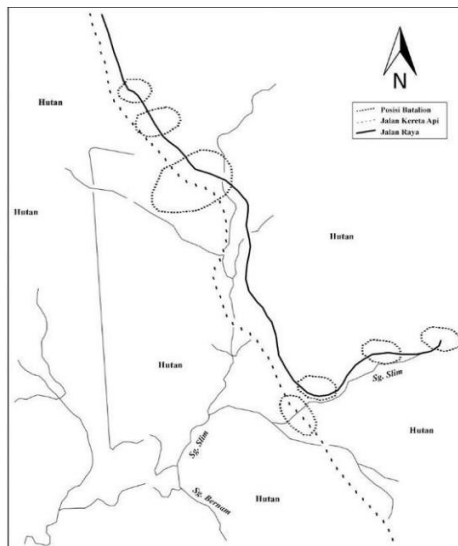 Hutan
N
Posisi Batalion
Jalan Kereta Api
Jalan Raya
Hutan
Hutan
Hutan
Sg. Slim
Hutan
Sg. Slim
Hutan
Sg. Bernam